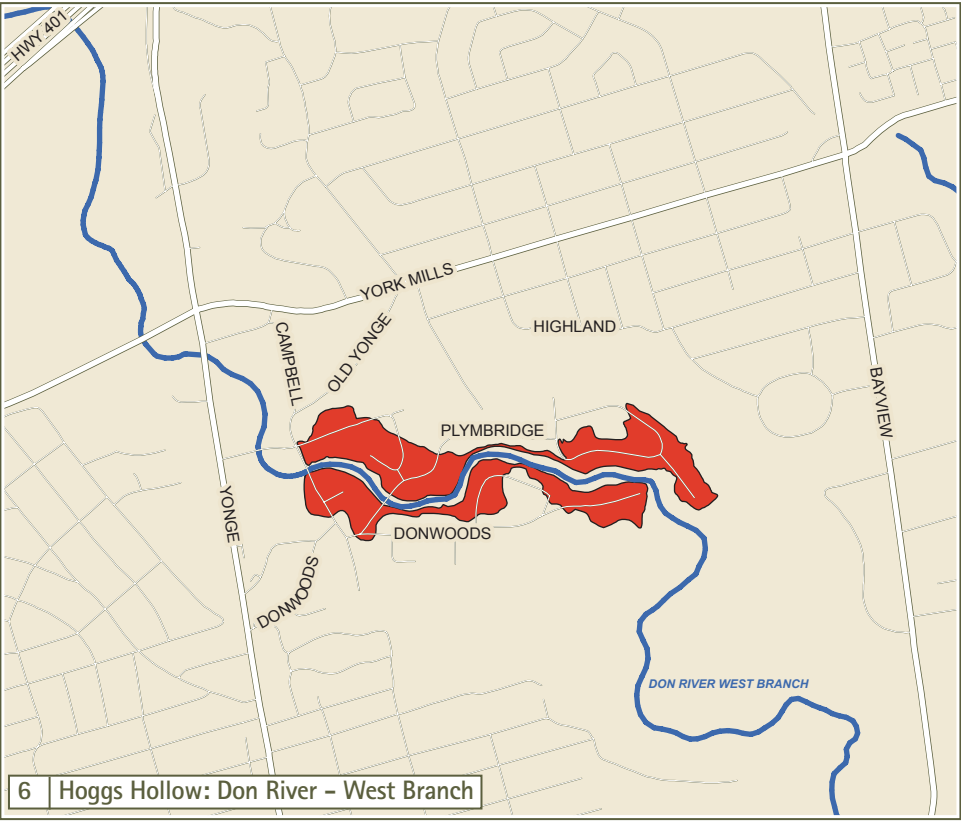 HWY 401
YORK MILLS
HIGHLAND
CAMPBELL
OLD YONGE
BAYVIEW
PLYMBRIDGE
YONGE
DONWOODS
DONWOODS
DON RIVER WEST BRANCH
6 Hoggs Hollow: Don River – West Branch